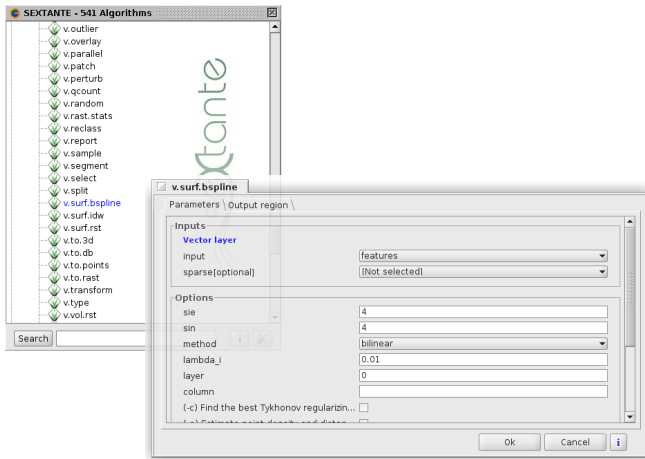 SEXTANTE - 541 Algorithms
v.outlier
v.overlay
v.parallel
v.patch
v.perturb
v.qcount
v.random
v.rast.stats
v.reclass
v.report
v.sample
v.segment
v.select
v.split
v.surf.bspline
v.surf.idw
v.surf.rst
v.to.3d
v.to.db
v.to.points
v.to.rast
v.transform
v.type
v.vol.rst
Search
v.surf.bspline
Parameters
Output region
Inputs
Vector layer
input
features
sparse[optional]
[Not selected]
Options
sie
4
sin
4
method
bilinear
lambda_i
0.01
layer
0
column
(-c) Find the best Tykhonov regularizin...
Ok
Cancel
i